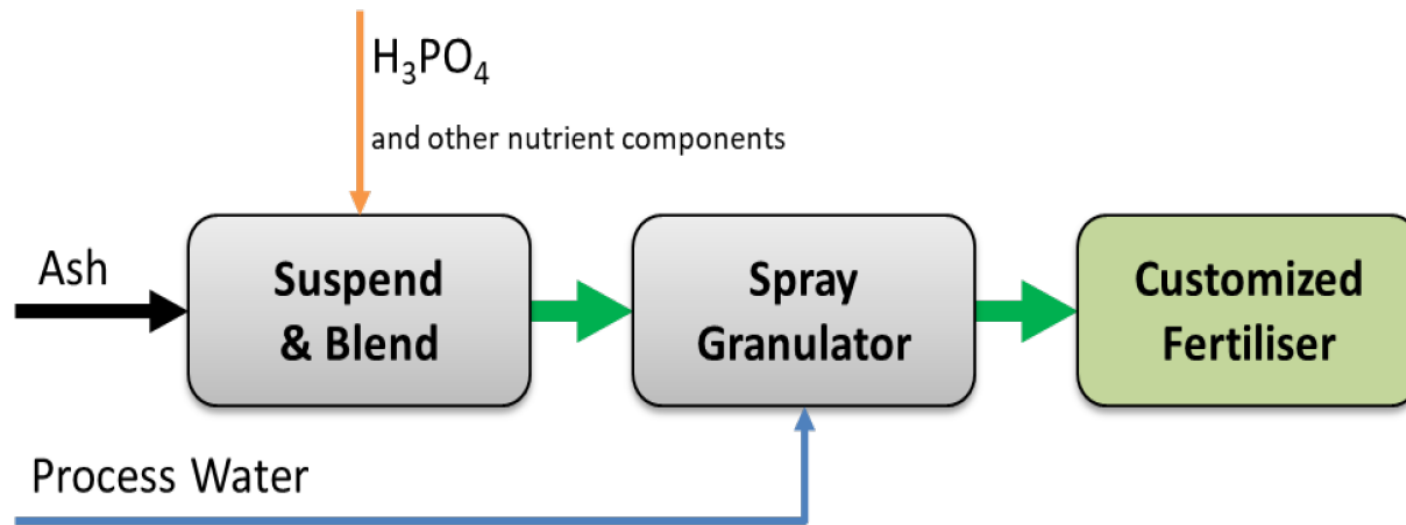 H₃PO₄
and other nutrient components
Ash
Suspend
& Blend
Spray
Granulator
Customized
Fertiliser
Process Water